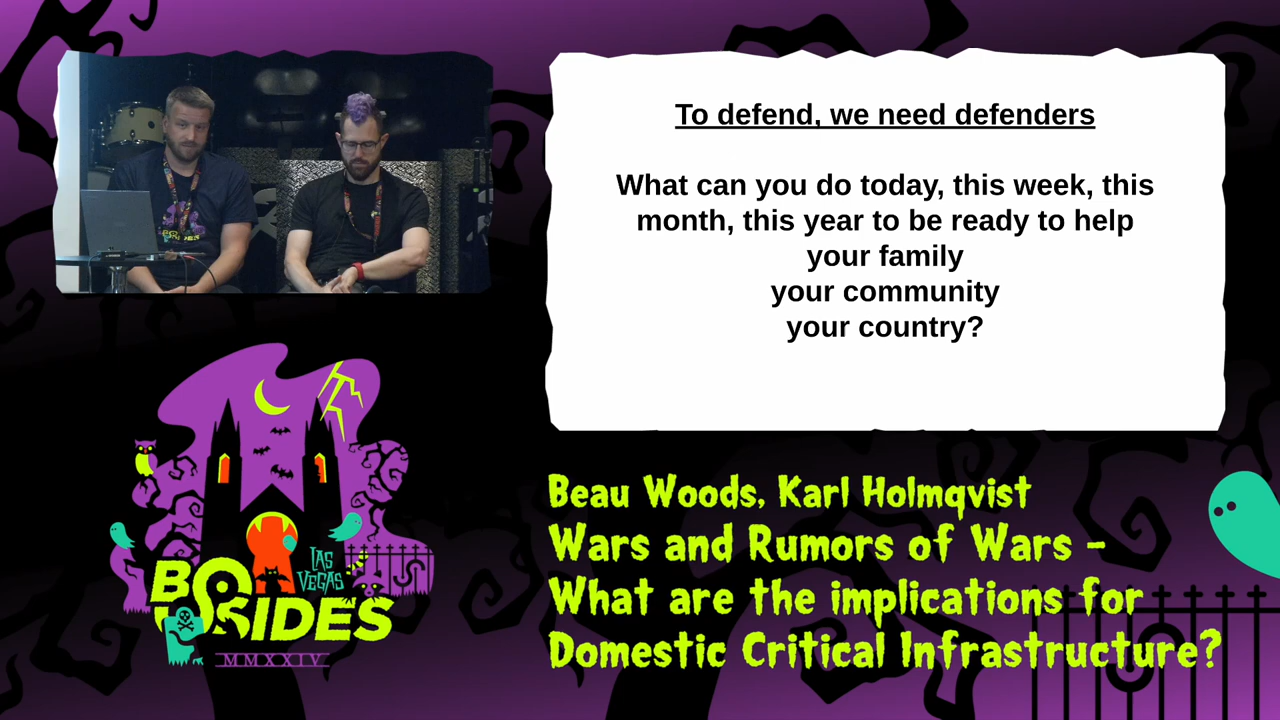 To defend, we need defenders
What can you do today, this week, this
month, this year to be ready to help
your family
your community
your country?
Beau Woods, Karl Holmqvist
Wars and Rumors of Wars -
What are the implications for
Domestic Critical Infrastructure?
LAS
VEGAS
BSIDES
MMXXIV